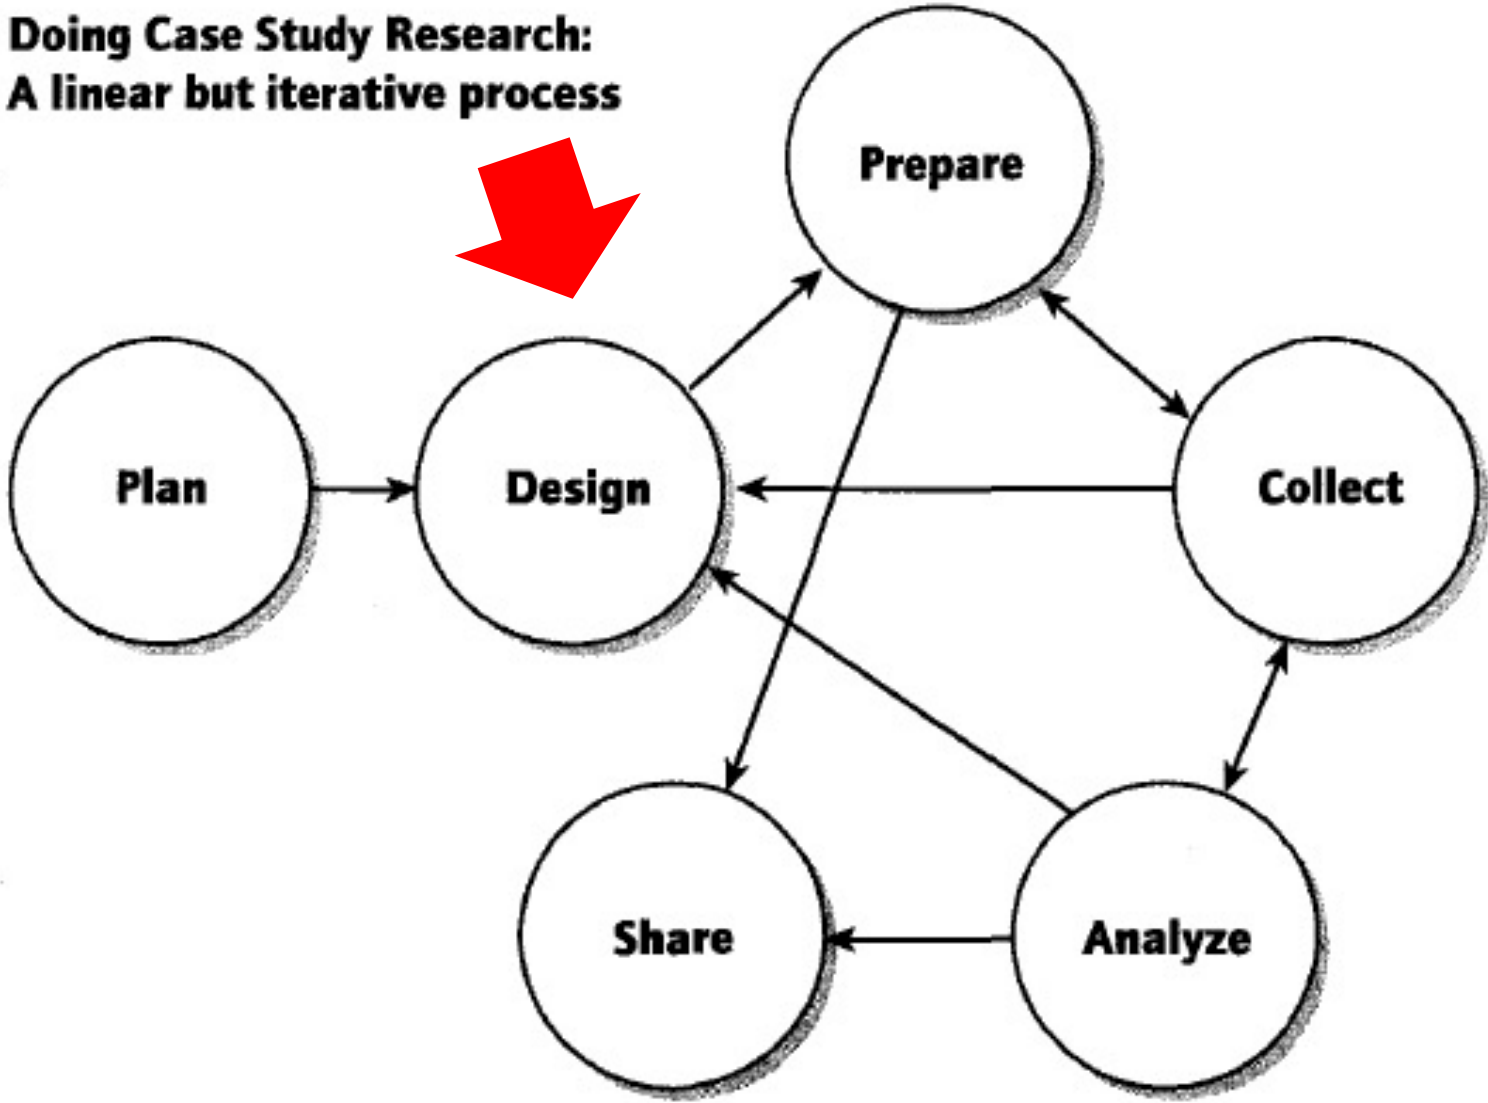 Doing Case Study Research:
A linear but iterative process
Prepare
Plan
Design
Collect
Share
Analyze